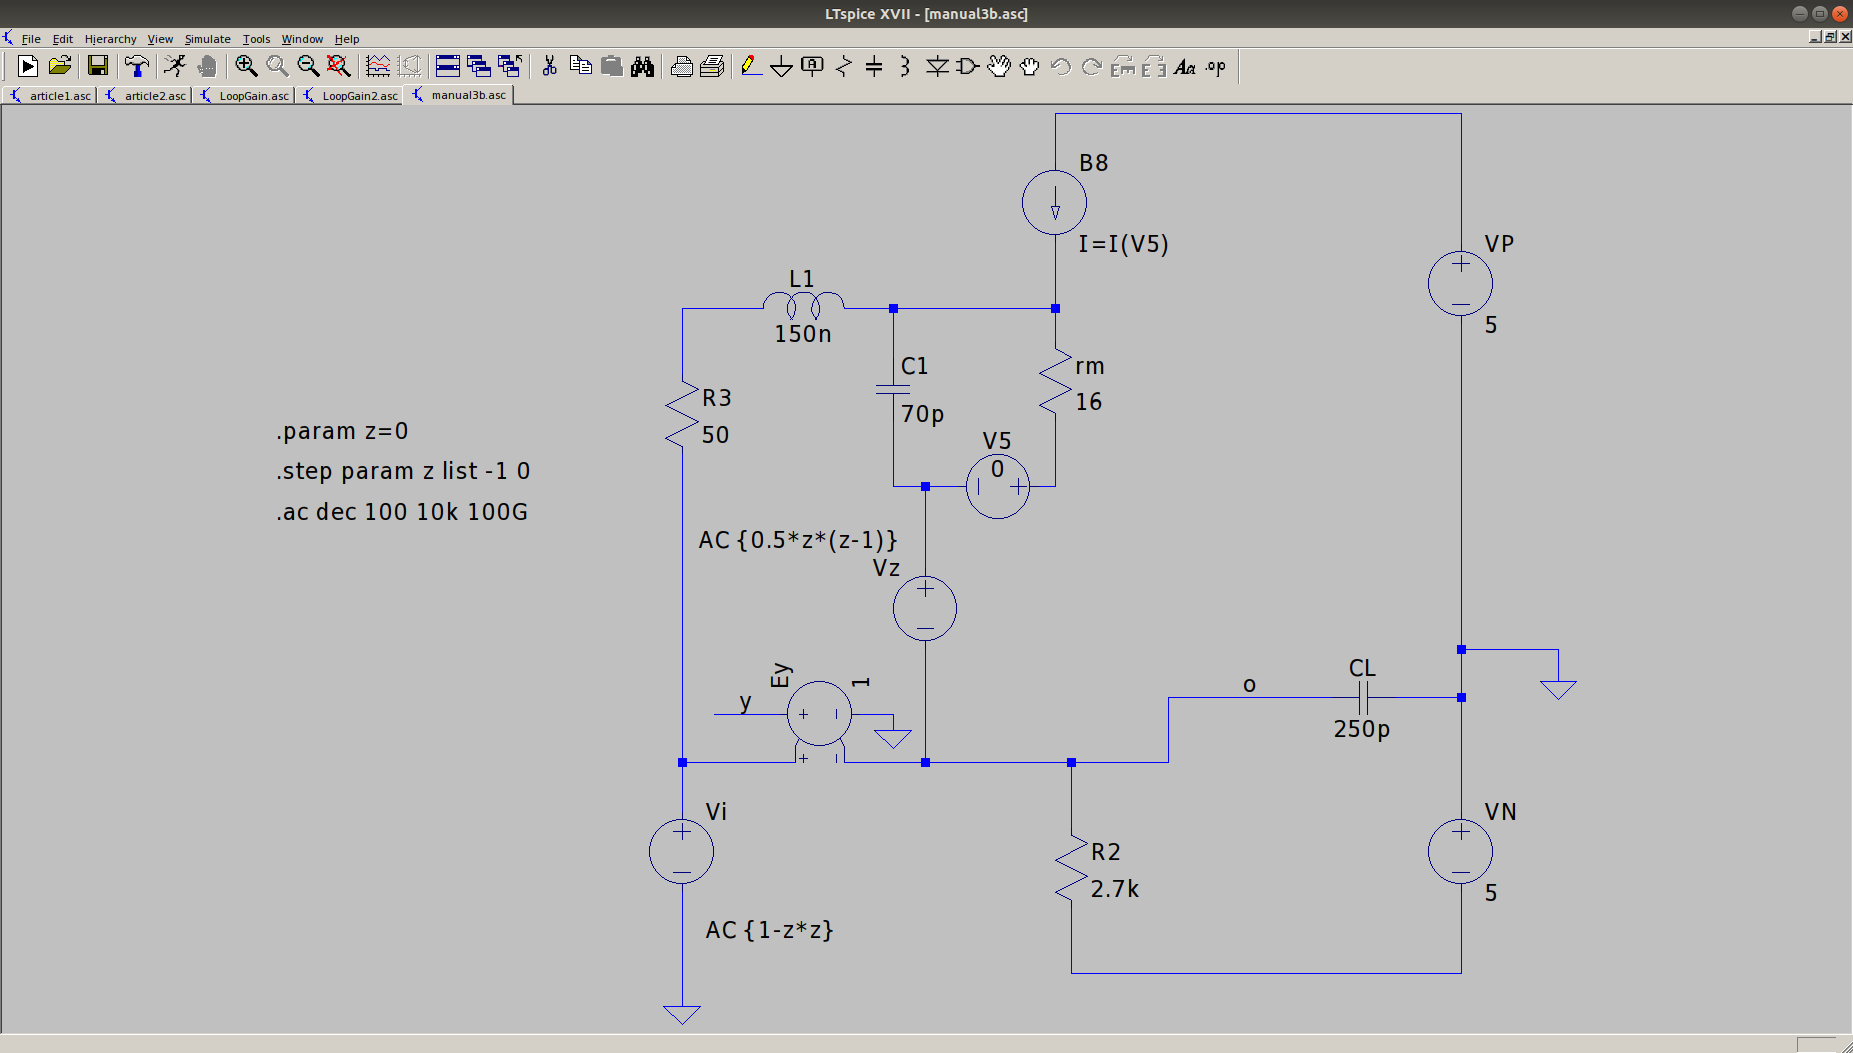 LTspice XVII - [manual3b.asc]
File Edit Hierarchy View Simulate Tools Window Help
article1.asc article2.asc LoopGain.asc LoopGain2.asc manual3b.asc
B8
I=I(V5)
VP
5
L1
150n
C1
70p
rm
16
R3
50
V5
0
.param z=0
.step param z list -1 0
.ac dec 100 10k 100G
AC {0.5*z*(z-1)}
Vz
Ey
1
y
o
CL
250p
Vi
AC {1-z*z}
R2
2.7k
VN
5